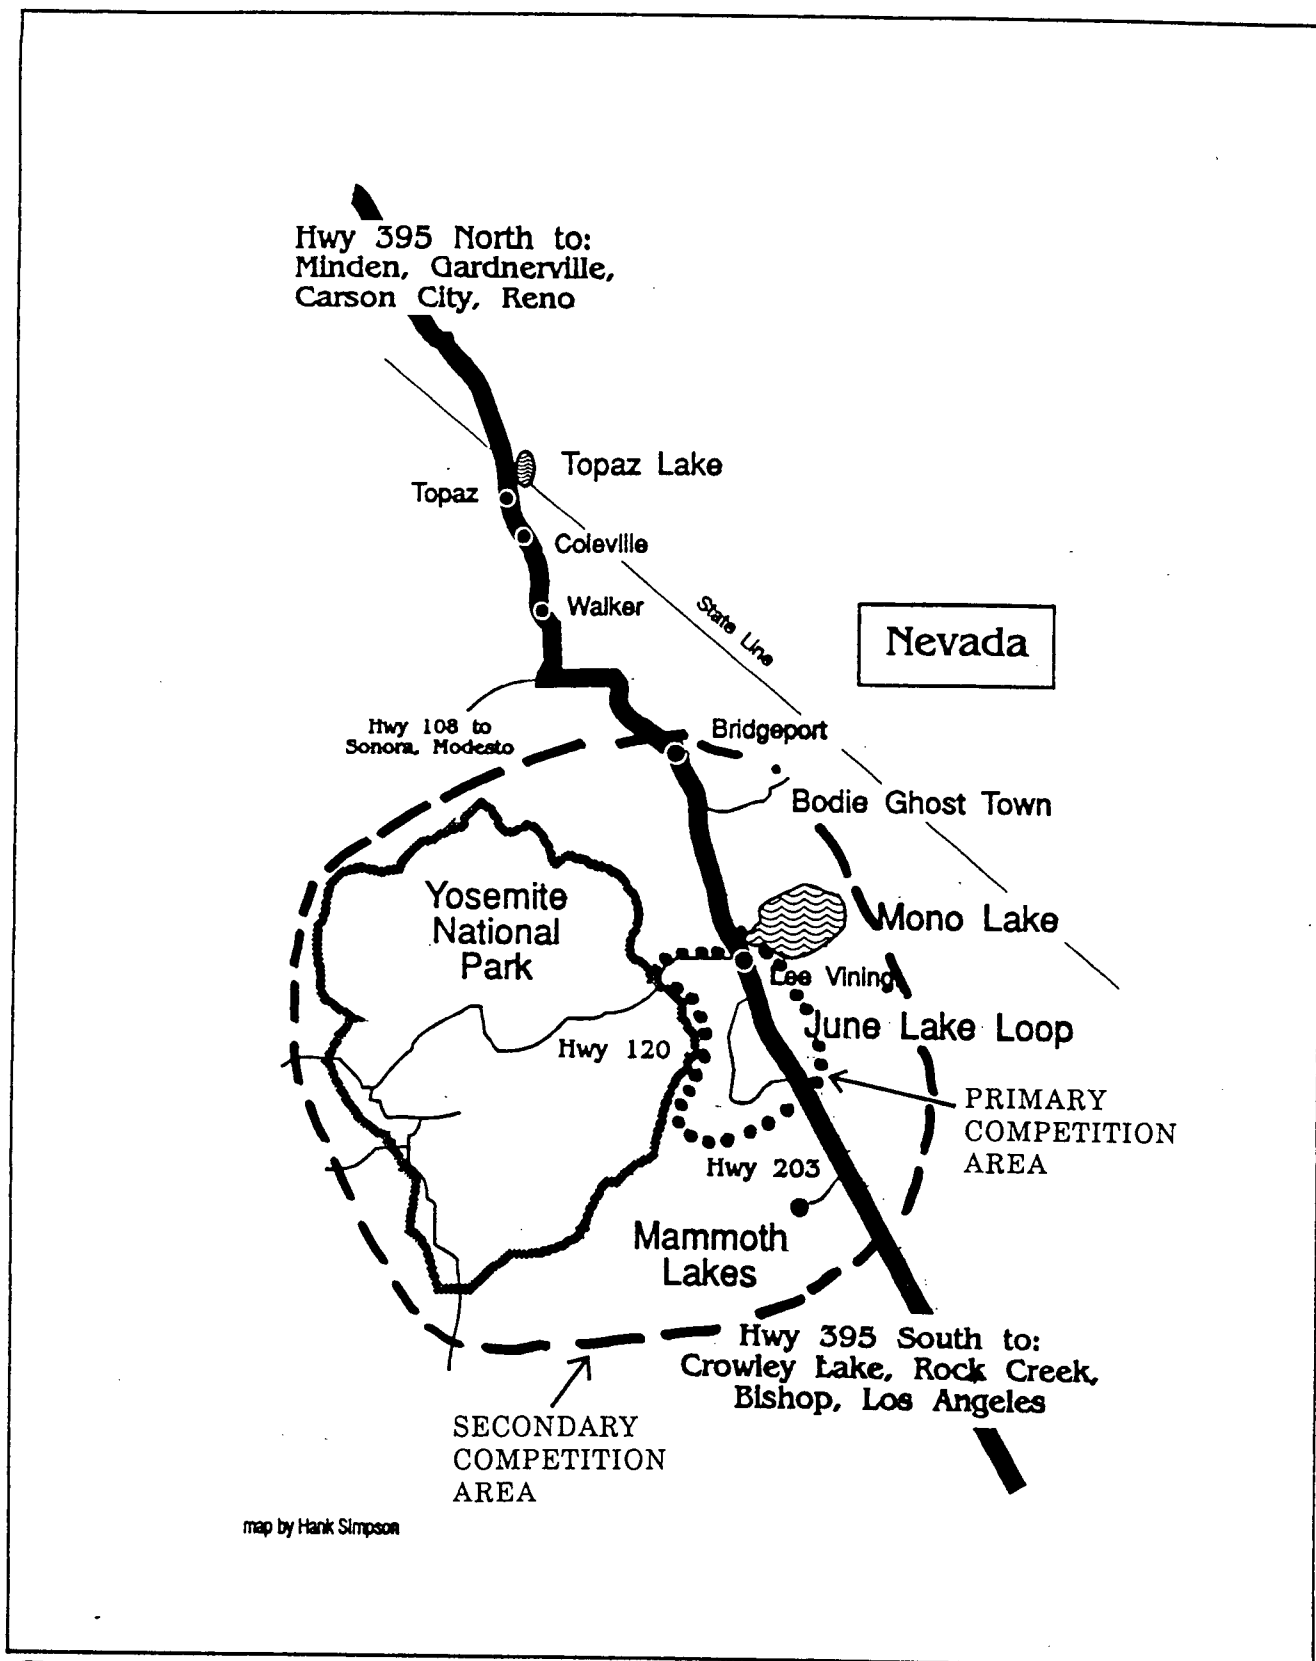 Hwy 395 North to:
Minden, Gardnerville,
Carson City, Reno
Topaz Lake
Topaz
Coleville
Walker
State Line
Nevada
Hwy 108 to
Sonora, Modesto
Bridgeport
Bodie Ghost Town
Yosemite
National
Park
Mono Lake
Lee Vining
June Lake Loop
Hwy 120
PRIMARY
COMPETITION
AREA
Hwy 203
Mammoth
Lakes
Hwy 395 South to:
Crowley Lake, Rock Creek,
Bishop, Los Angeles
SECONDARY
COMPETITION
AREA
map by Hank Simpson